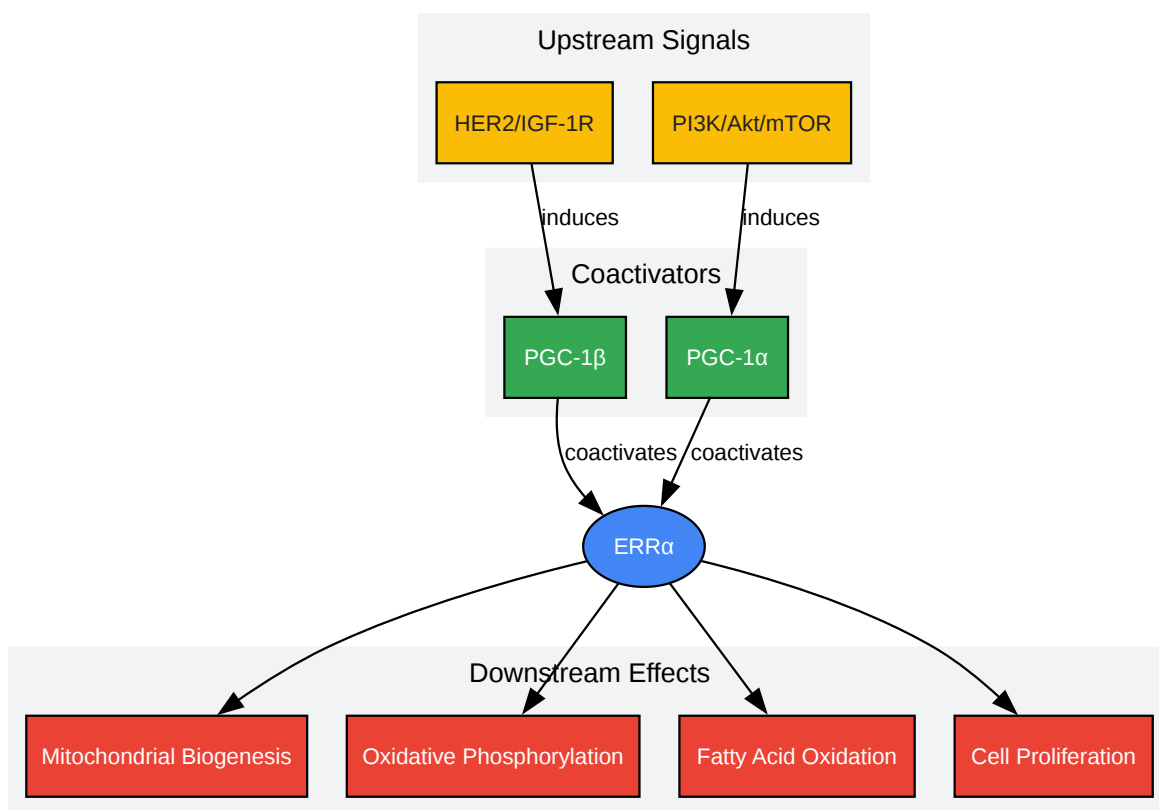 Upstream Signals
HER2/IGF-1R
PI3K/Akt/mTOR
induces
induces
Coactivators
PGC-1β
PGC-1α
coactivates
coactivates
ERRα
Downstream Effects
Mitochondrial Biogenesis
Oxidative Phosphorylation
Fatty Acid Oxidation
Cell Proliferation